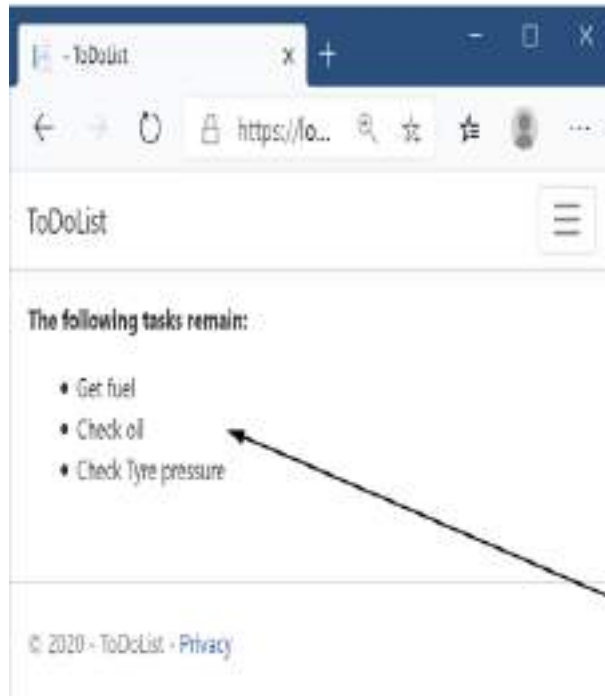 - ToDoList
https://lo...
ToDoList
The following tasks remain:
• Get fuel
• Check oil
• Check Tyre pressure
© 2020 - ToDoList - Privacy